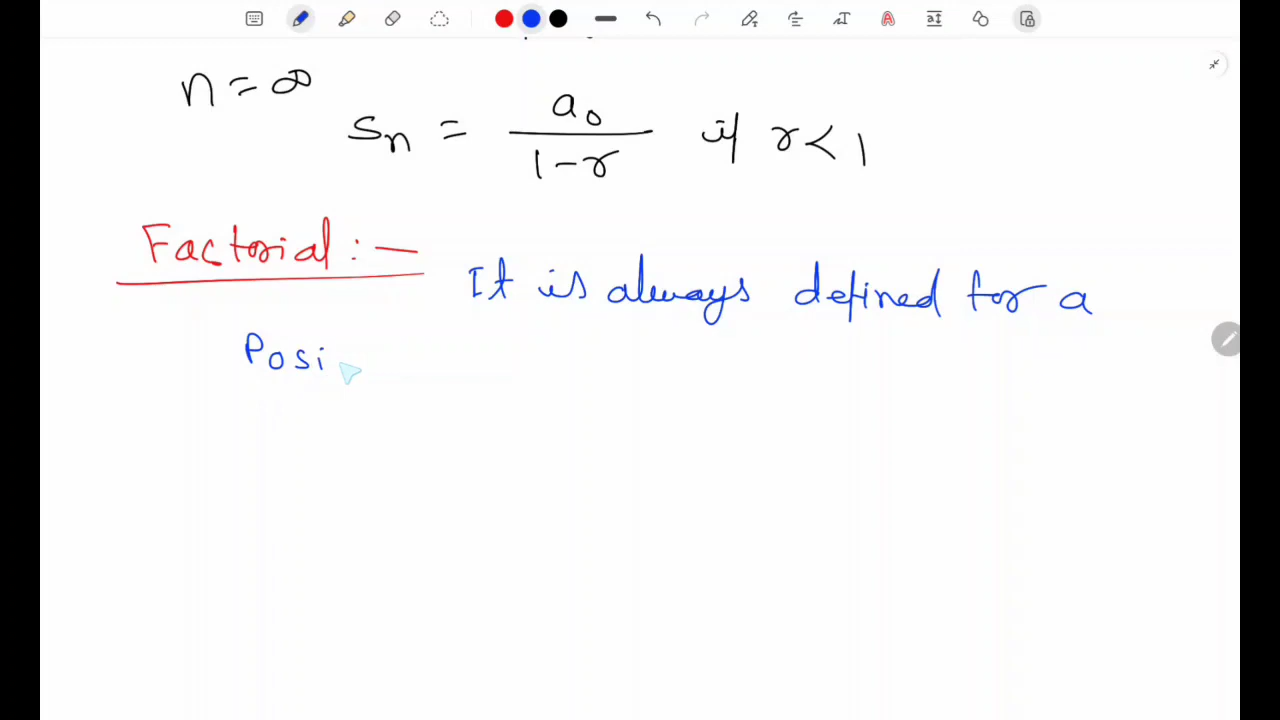 n = ∞
Sn = a0 / (1-r) if r < 1
Factorial :— It is always defined for a
Posi